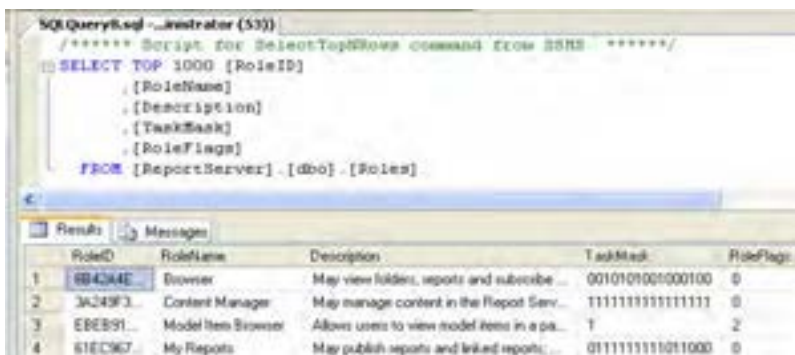 SQLQuery8.sql -...inistrator (53))
/****** Script for SelectTopNRows command from SSMS ******/
SELECT TOP 1000 [RoleID]
,[RoleName]
,[Description]
,[TaskMask]
,[RoleFlags]
FROM [ReportServer].[dbo].[Roles]
Results Messages
RoleID RoleName Description TaskMask RoleFlags
1 6B42A4E... Browser May view folders, reports and subscribe ... 0010101001000100 0
2 3A249F3... Content Manager May manage content in the Report Serv... 1111111111111111 0
3 EBEB91... Model Item Browser Allows users to view model items in a pa... 1 2
4 61EC967... My Reports May publish reports and linked reports; ... 0111111111011000 0